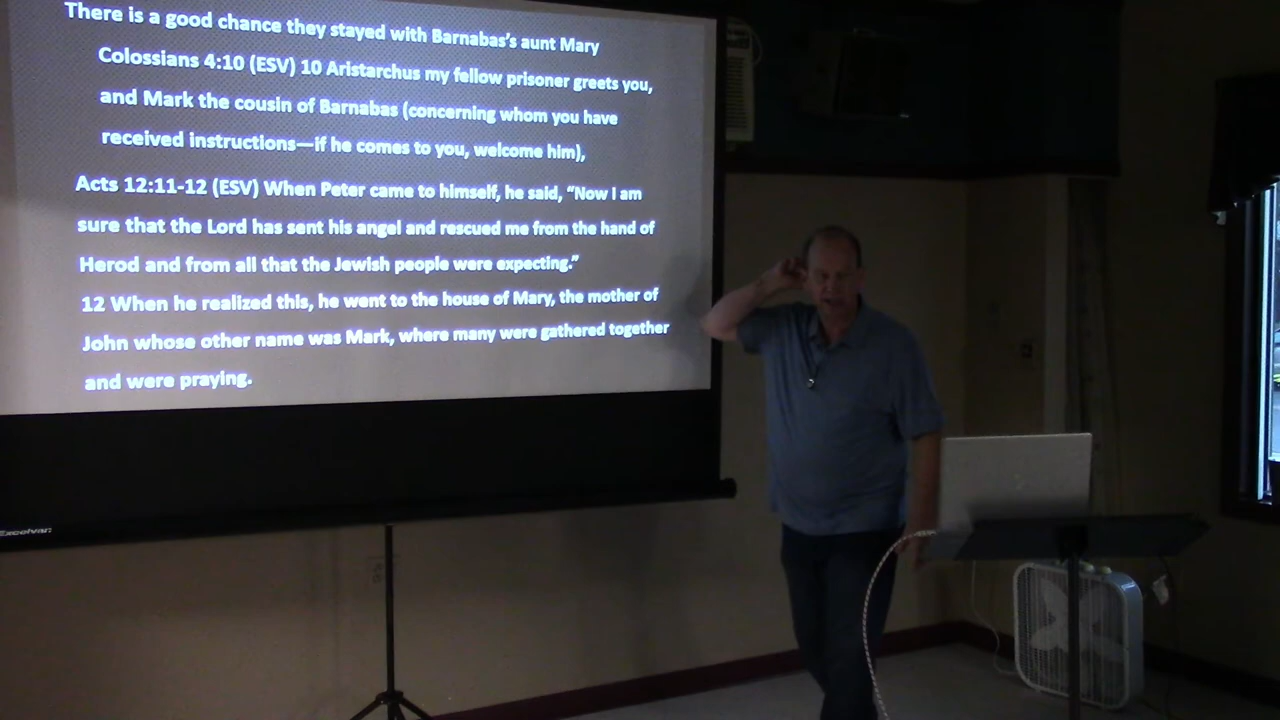 There is a good chance they stayed with Barnabas's aunt Mary
Colossians 4:10 (ESV) 10 Aristarchus my fellow prisoner greets you,
and Mark the cousin of Barnabas (concerning whom you have
received instructions—if he comes to you, welcome him),
Acts 12:11-12 (ESV) When Peter came to himself, he said, “Now I am
sure that the Lord has sent his angel and rescued me from the hand of
Herod and from all that the Jewish people were expecting.”
12 When he realized this, he went to the house of Mary, the mother of
John whose other name was Mark, where many were gathered together
and were praying.
Excelvan